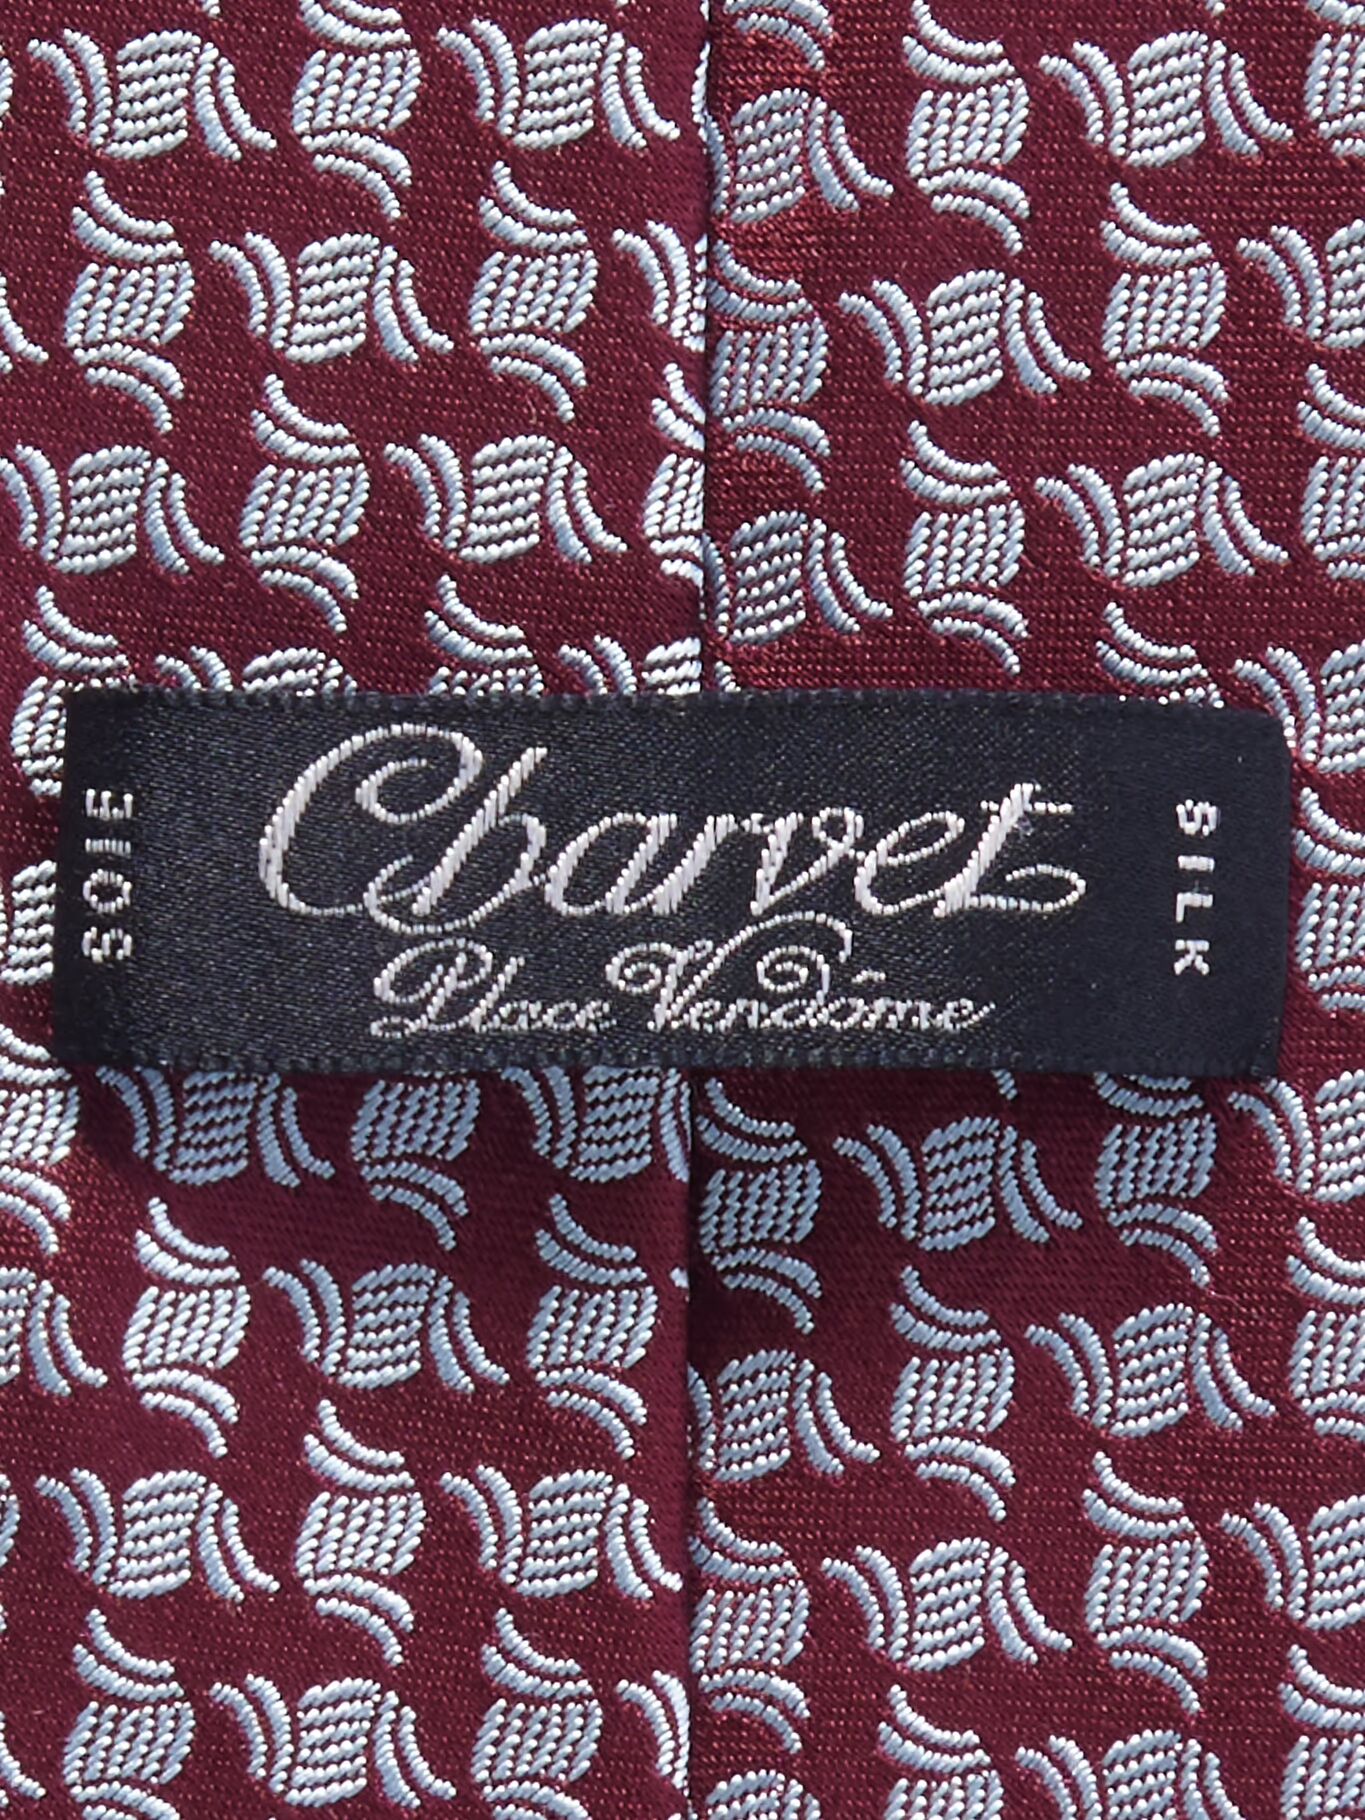 SOIE
Charvet
Place Vendôme
SILK